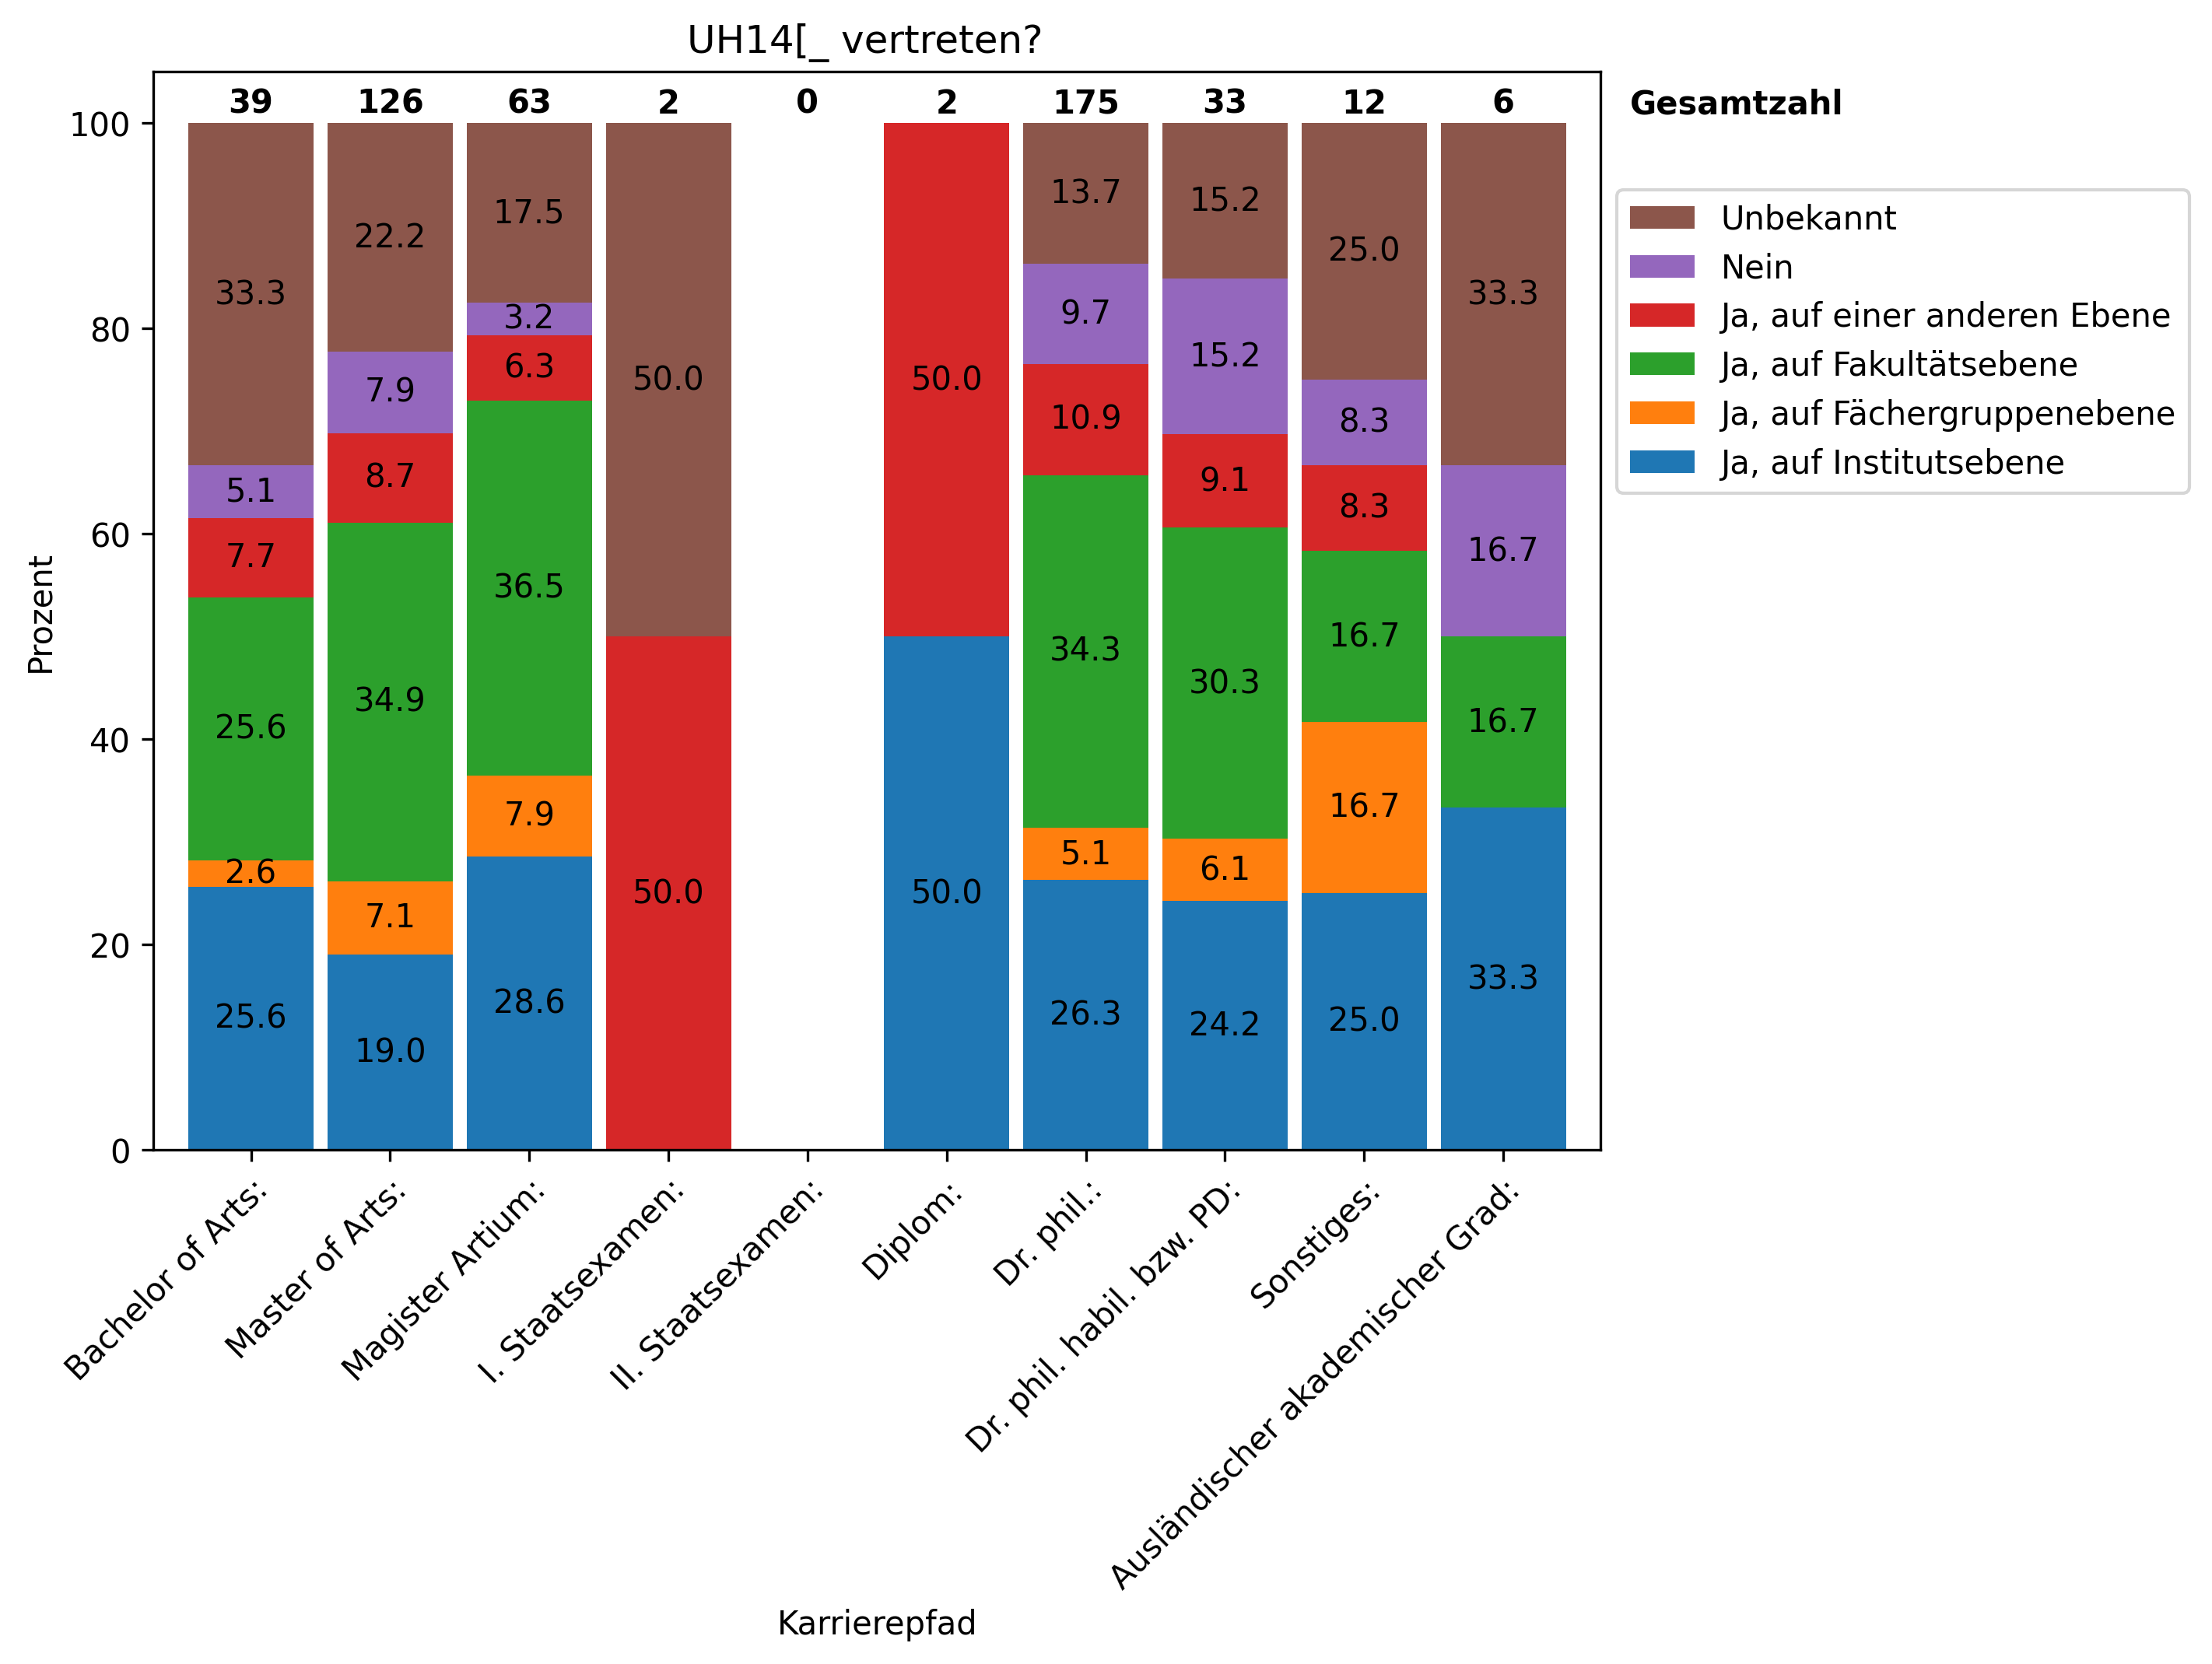 UH14[_ vertreten?
39 126 63 2 0 2 175 33 12 6 Gesamtzahl
Unbekannt
Nein
Ja, auf einer anderen Ebene
Ja, auf Fakultätsebene
Ja, auf Fächergruppenebene
Ja, auf Institutsebene
Prozent
100
80
60
40
20
0
33.3
5.1
7.7
25.6
2.6
25.6
22.2
7.9
8.7
34.9
7.1
19.0
17.5
3.2
6.3
36.5
7.9
28.6
50.0
50.0
50.0
50.0
13.7
9.7
10.9
34.3
5.1
26.3
15.2
15.2
9.1
30.3
6.1
24.2
25.0
8.3
8.3
16.7
16.7
25.0
33.3
16.7
16.7
33.3
Bachelor of Arts:
Master of Arts:
Magister Artium:
I. Staatsexamen:
II. Staatsexamen:
Diplom:
Dr. phil.:
Dr. phil. habil. bzw. PD:
Sonstiges:
Ausländischer akademischer Grad:
Karrierepfad